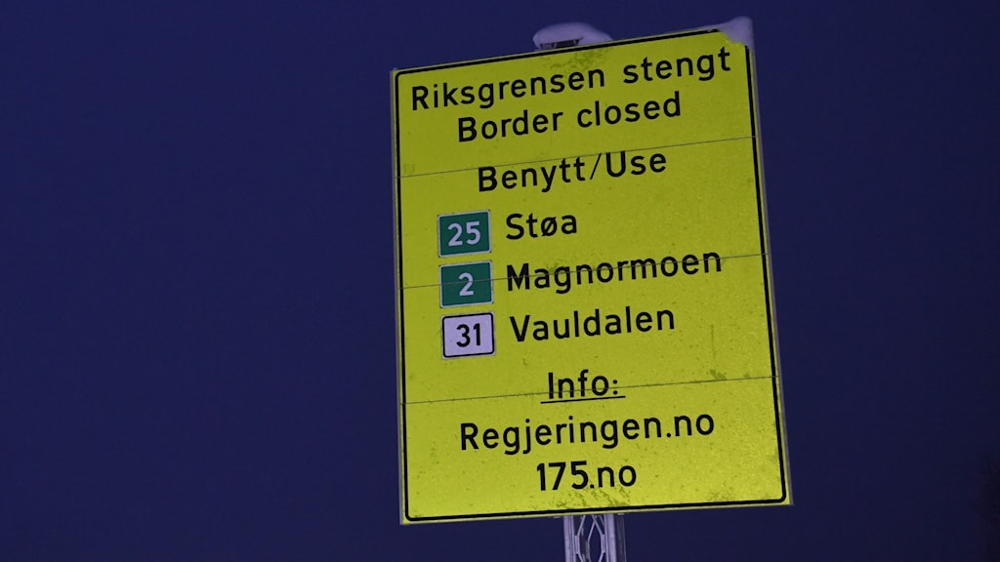 Riksgrensen stengt
Border closed
Benytt/Use
25 Støa
2 Magnormoen
31 Vauldalen
Info:
Regjeringen.no
175.no